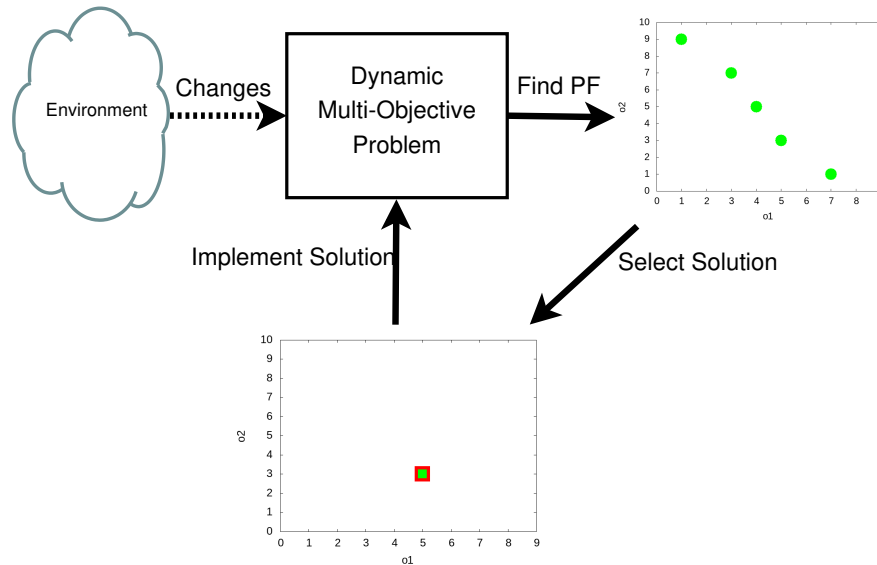 Environment
Changes
Dynamic
Multi-Objective
Problem
Find PF
10
9
8
7
6
5
4
3
2
1
0
o2
0 1 2 3 4 5 6 7 8
o1
Implement Solution
Select Solution
10
9
8
7
6
5
4
3
2
1
0
o2
0 1 2 3 4 5 6 7 8 9
o1